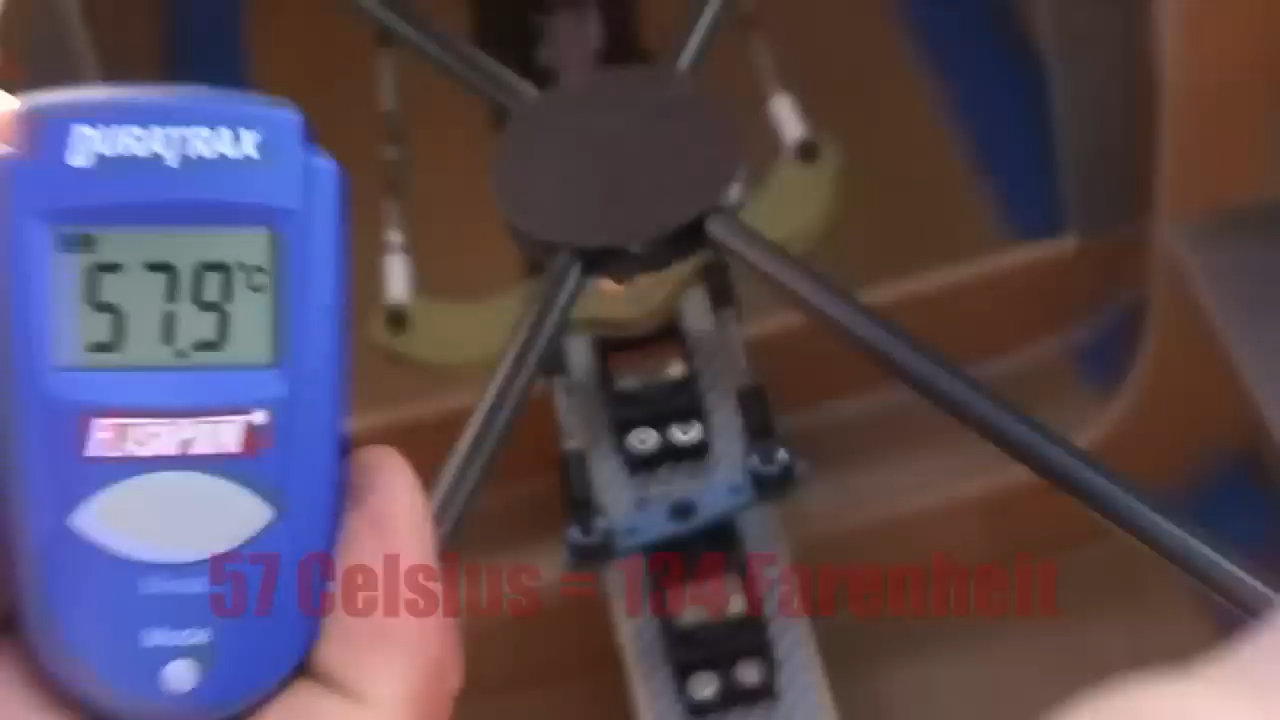 DURATRAX
57.9°C
FLASHPOINT
57 Celsius = 134 Farenheit